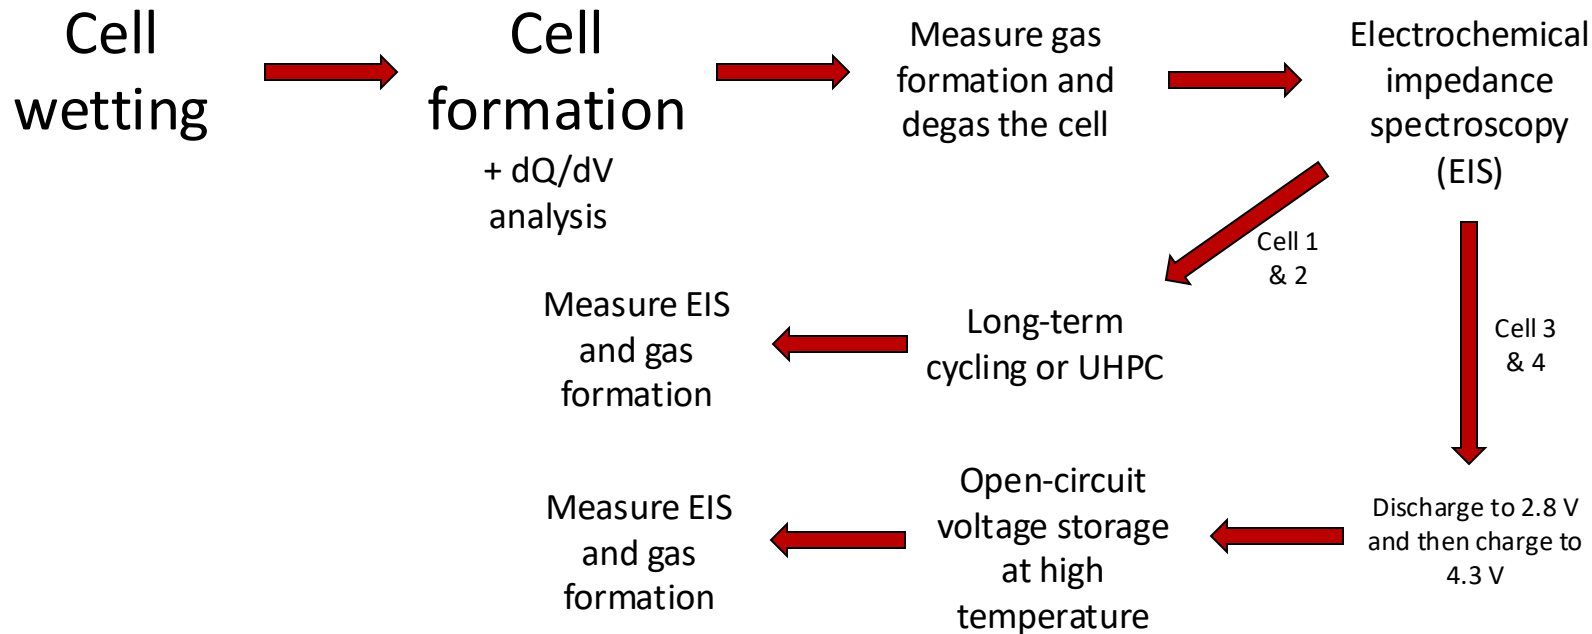 Cell
wetting
Cell
formation
+ dQ/dV
analysis
Measure gas
formation and
degas the cell
Electrochemical
impedance
spectroscopy
(EIS)
Cell 1
& 2
Cell 3
& 4
Long-term
cycling or UHPC
Measure EIS
and gas
formation
Discharge to 2.8 V
and then charge to
4.3 V
Open-circuit
voltage storage
at high
temperature
Measure EIS
and gas
formation